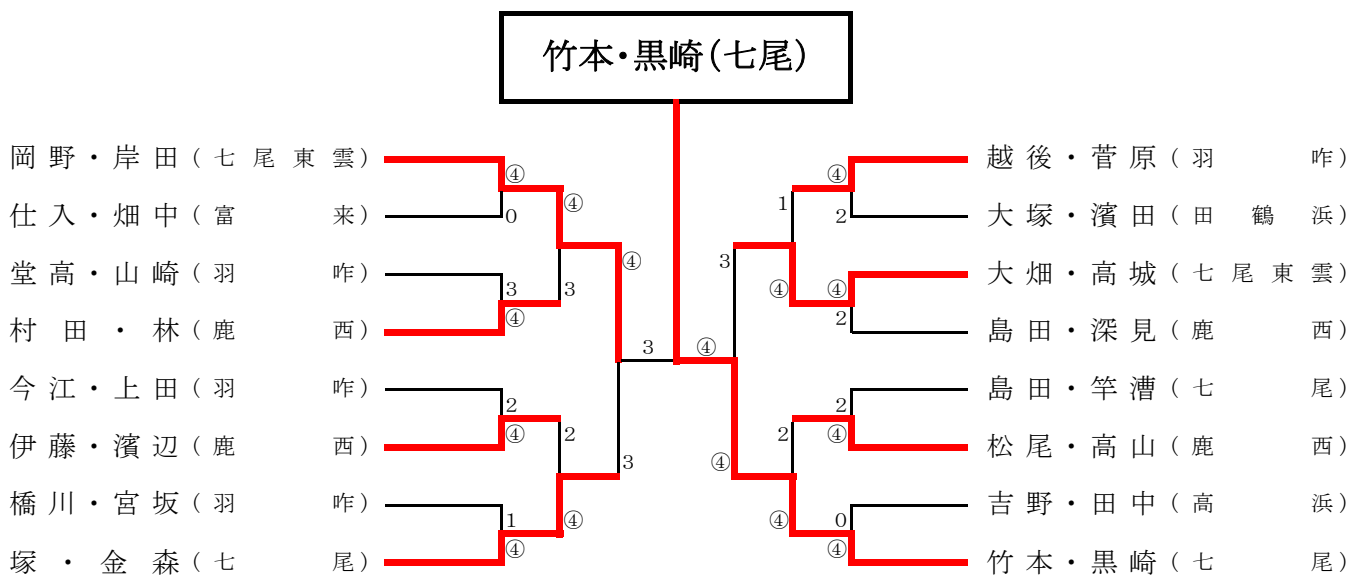 竹本・黒崎(七尾)
岡野・岸田(七尾東雲)
④
仕入・畑中(富来)
0
④
堂高・山崎(羽咋)
3
村田・林(鹿西)
④
3
④
今江・上田(羽咋)
2
伊藤・濱辺(鹿西)
④
2
橋川・宮坂(羽咋)
1
塚・金森(七尾)
④
④
3
3
④
越後・菅原(羽咋)
④
大塚・濱田(田鶴浜)
2
1
大畑・高城(七尾東雲)
④
島田・深見(鹿西)
2
④
3
島田・竿漕(七尾)
2
松尾・高山(鹿西)
④
2
吉野・田中(高浜)
0
竹本・黒崎(七尾)
④
④
④